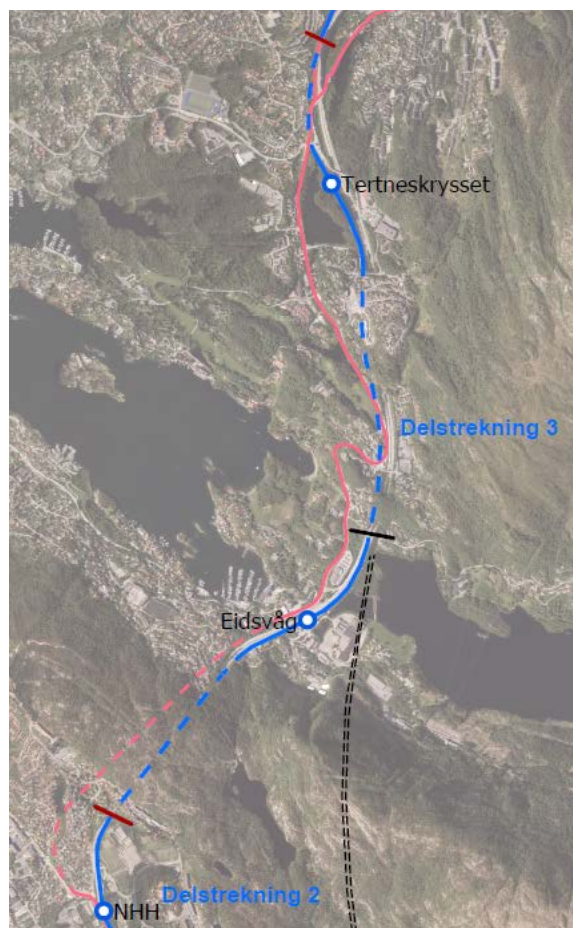 Tertneskrysset
Delstrekning 3
Eidsvåg
Delstrekning 2
NHH